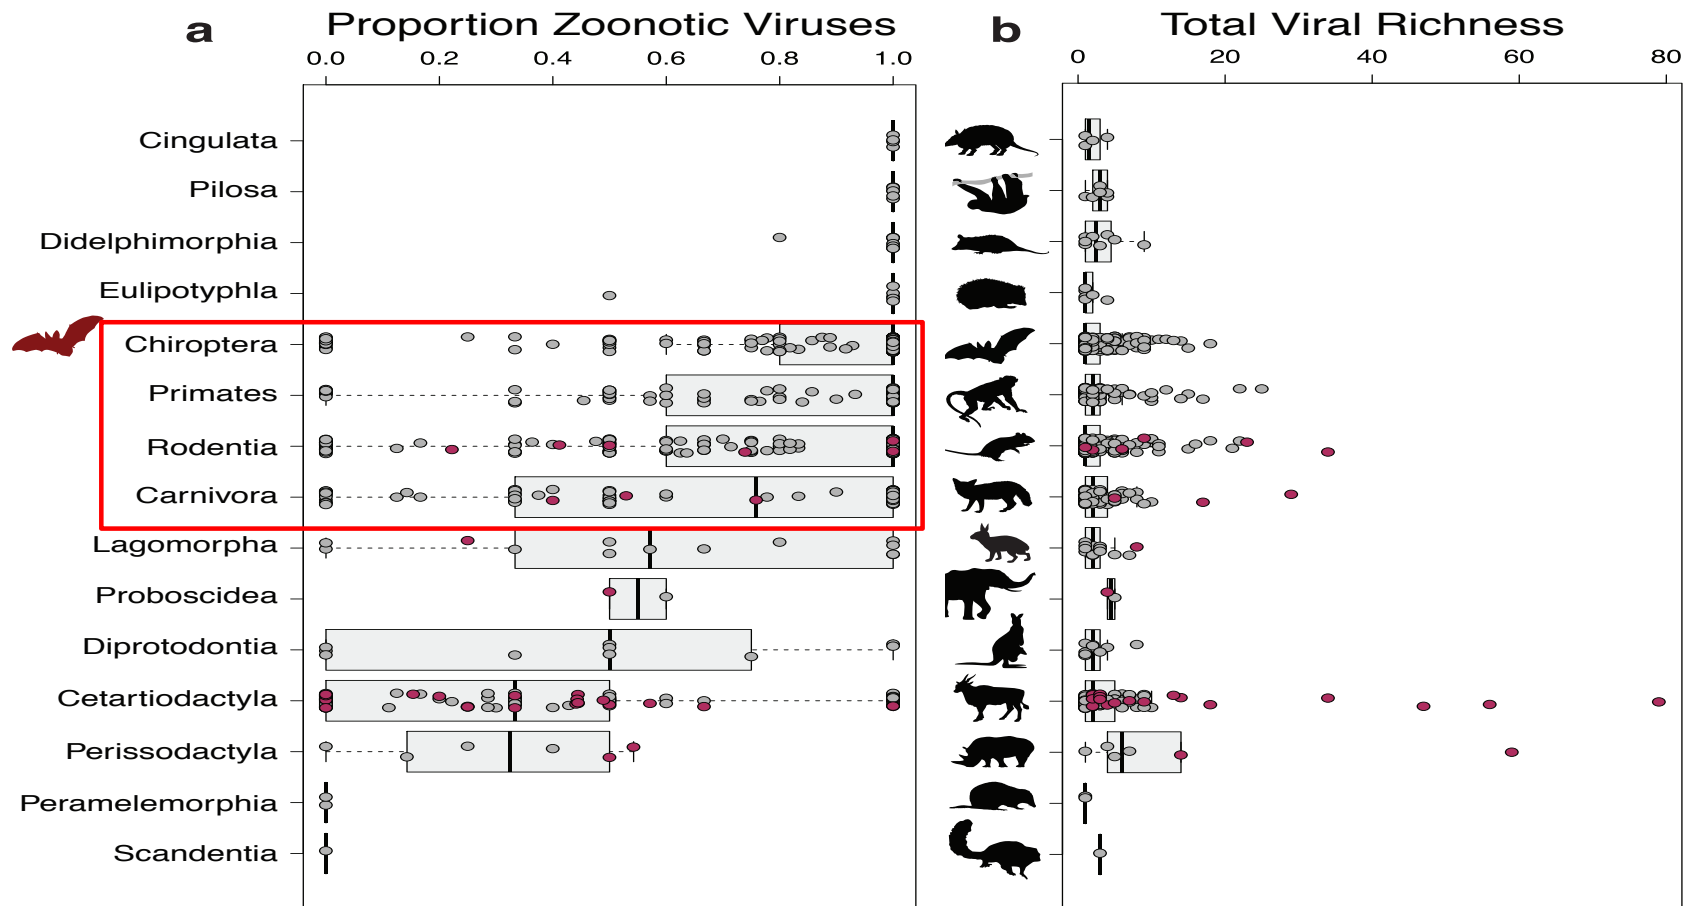 a Proportion Zoonotic Viruses
0.0 0.2 0.4 0.6 0.8 1.0
Cingulata
Pilosa
Didelphimorphia
Eulipotyphla
Chiroptera
Primates
Rodentia
Carnivora
Lagomorpha
Proboscidea
Diprotodontia
Cetartiodactyla
Perissodactyla
Peramelemorphia
Scandentia
b Total Viral Richness
0 20 40 60 80